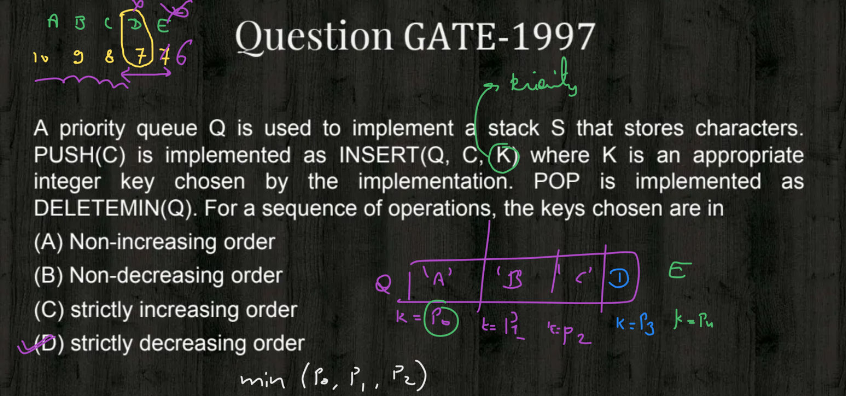 A B C D E
10 9 8 7 7 6
Question GATE-1997
priority
A priority queue Q is used to implement a stack S that stores characters.
PUSH(C) is implemented as INSERT(Q, C, K) where K is an appropriate
integer key chosen by the implementation. POP is implemented as
DELETEMIN(Q). For a sequence of operations, the keys chosen are in
(A) Non-increasing order
(B) Non-decreasing order
(C) strictly increasing order
(D) strictly decreasing order
Q 'A' 'B 'C' D E
K = P0 K = P1 K = P2 K = P3 K = P4
min (P0, P1, P2)